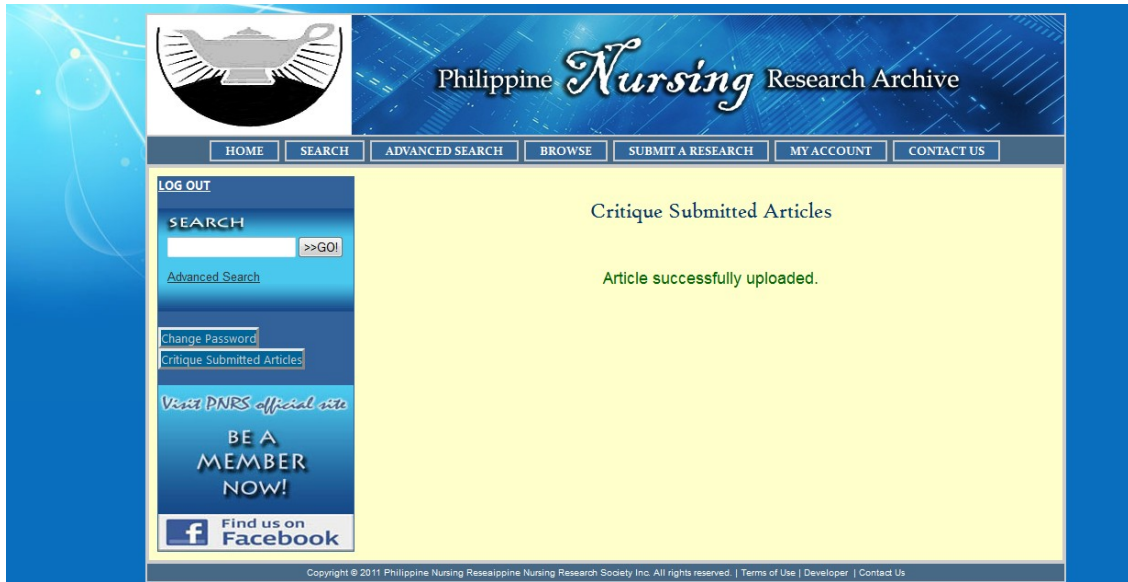 Philippine Nursing Research Archive
HOME SEARCH ADVANCED SEARCH BROWSE SUBMIT A RESEARCH MY ACCOUNT CONTACT US
LOG OUT
SEARCH
>>GO!
Advanced Search
Change Password
Critique Submitted Articles
Visit PNRS official site
BE A
MEMBER
NOW!
f Find us on
Facebook
Critique Submitted Articles
Article successfully uploaded.
Copyright © 2011 Philippine Nursing Reseaippine Nursing Research Society Inc. All rights reserved. | Terms of Use | Developer | Contact Us